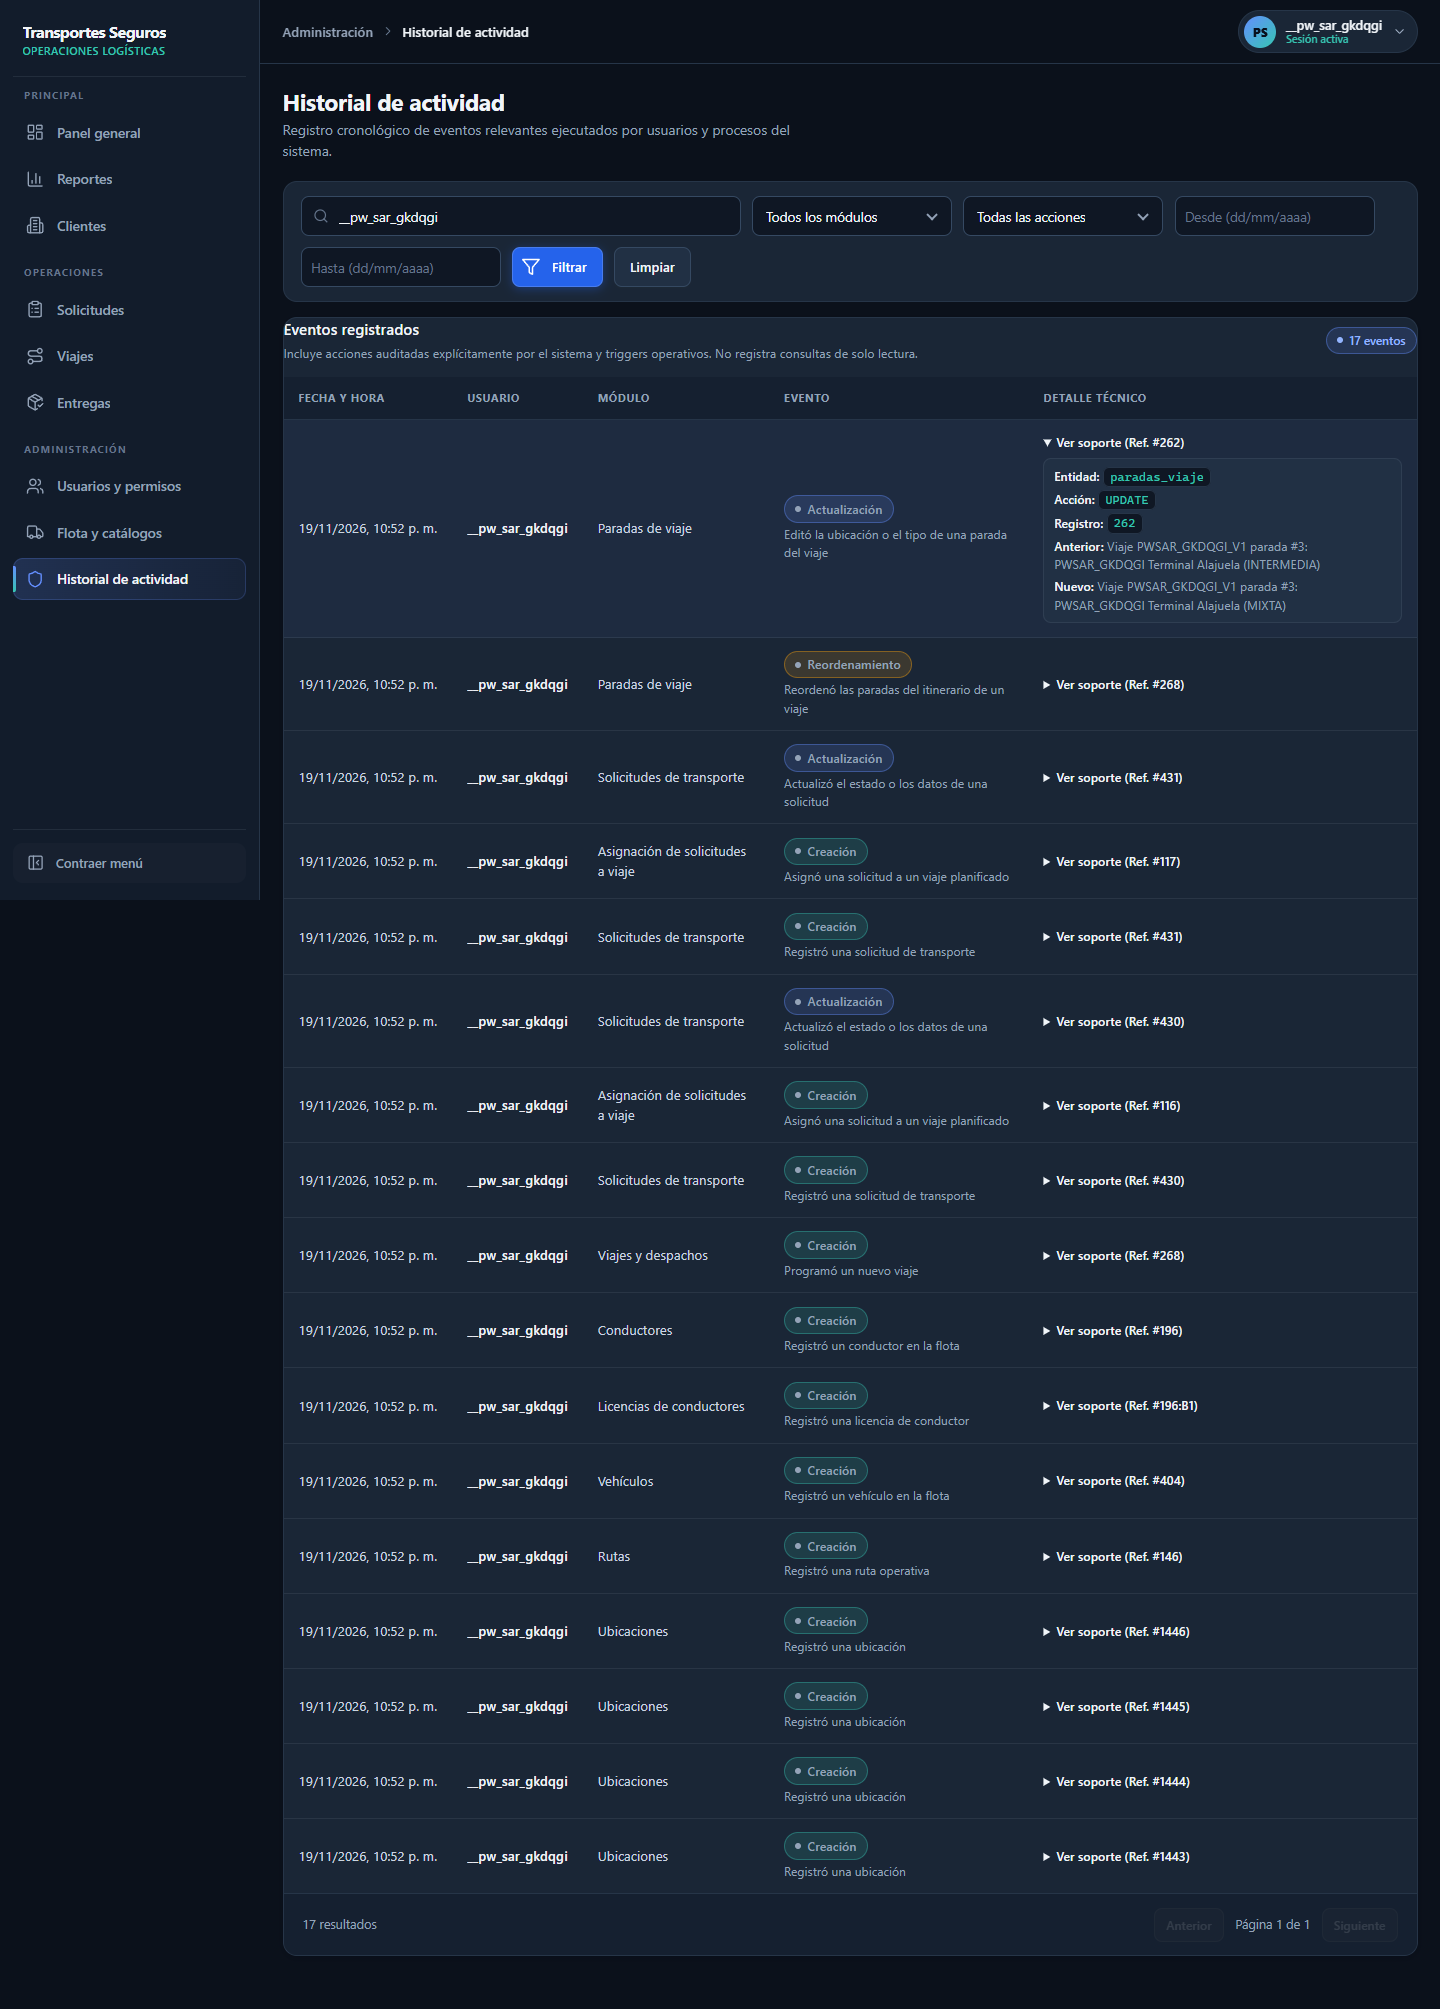 Transportes Seguros
OPERACIONES LOGÍSTICAS
PRINCIPAL
Panel general
Reportes
Clientes
OPERACIONES
Solicitudes
Viajes
Entregas
ADMINISTRACIÓN
Usuarios y permisos
Flota y catálogos
Historial de actividad
Contraer menú
Administración > Historial de actividad
PS
__pw_sar_gkdqgi
Sesión activa
Historial de actividad
Registro cronológico de eventos relevantes ejecutados por usuarios y procesos del
sistema.
__pw_sar_gkdqgi
Todos los módulos
Todas las acciones
Desde (dd/mm/aaaa)
Hasta (dd/mm/aaaa)
Filtrar
Limpiar
Eventos registrados
Incluye acciones auditadas explícitamente por el sistema y triggers operativos. No registra consultas de solo lectura.
17 eventos
FECHA Y HORA USUARIO MÓDULO EVENTO DETALLE TÉCNICO
19/11/2026, 10:52 p. m. __pw_sar_gkdqgi Paradas de viaje
Actualización
Editó la ubicación o el tipo de una parada
del viaje
Ver soporte (Ref. #262)
Entidad: paradas_viaje
Acción: UPDATE
Registro: 262
Anterior: Viaje PWSAR_GKDQGI_V1 parada #3:
PWSAR_GKDQGI Terminal Alajuela (INTERMEDIA)
Nuevo: Viaje PWSAR_GKDQGI_V1 parada #3:
PWSAR_GKDQGI Terminal Alajuela (MIXTA)
19/11/2026, 10:52 p. m. __pw_sar_gkdqgi Paradas de viaje
Reordenamiento
Reordenó las paradas del itinerario de un
viaje
Ver soporte (Ref. #268)
19/11/2026, 10:52 p. m. __pw_sar_gkdqgi Solicitudes de transporte
Actualización
Actualizó el estado o los datos de una
solicitud
Ver soporte (Ref. #431)
19/11/2026, 10:52 p. m. __pw_sar_gkdqgi
Asignación de solicitudes
a viaje
Creación
Asignó una solicitud a un viaje planificado
Ver soporte (Ref. #117)
19/11/2026, 10:52 p. m. __pw_sar_gkdqgi Solicitudes de transporte
Creación
Registró una solicitud de transporte
Ver soporte (Ref. #431)
19/11/2026, 10:52 p. m. __pw_sar_gkdqgi Solicitudes de transporte
Actualización
Actualizó el estado o los datos de una
solicitud
Ver soporte (Ref. #430)
19/11/2026, 10:52 p. m. __pw_sar_gkdqgi
Asignación de solicitudes
a viaje
Creación
Asignó una solicitud a un viaje planificado
Ver soporte (Ref. #116)
19/11/2026, 10:52 p. m. __pw_sar_gkdqgi Solicitudes de transporte
Creación
Registró una solicitud de transporte
Ver soporte (Ref. #430)
19/11/2026, 10:52 p. m. __pw_sar_gkdqgi Viajes y despachos
Creación
Programó un nuevo viaje
Ver soporte (Ref. #268)
19/11/2026, 10:52 p. m. __pw_sar_gkdqgi Conductores
Creación
Registró un conductor en la flota
Ver soporte (Ref. #196)
19/11/2026, 10:52 p. m. __pw_sar_gkdqgi Licencias de conductores
Creación
Registró una licencia de conductor
Ver soporte (Ref. #196:B1)
19/11/2026, 10:52 p. m. __pw_sar_gkdqgi Vehículos
Creación
Registró un vehículo en la flota
Ver soporte (Ref. #404)
19/11/2026, 10:52 p. m. __pw_sar_gkdqgi Rutas
Creación
Registró una ruta operativa
Ver soporte (Ref. #146)
19/11/2026, 10:52 p. m. __pw_sar_gkdqgi Ubicaciones
Creación
Registró una ubicación
Ver soporte (Ref. #1446)
19/11/2026, 10:52 p. m. __pw_sar_gkdqgi Ubicaciones
Creación
Registró una ubicación
Ver soporte (Ref. #1445)
19/11/2026, 10:52 p. m. __pw_sar_gkdqgi Ubicaciones
Creación
Registró una ubicación
Ver soporte (Ref. #1444)
19/11/2026, 10:52 p. m. __pw_sar_gkdqgi Ubicaciones
Creación
Registró una ubicación
Ver soporte (Ref. #1443)
17 resultados
Anterior
Página 1 de 1
Siguiente